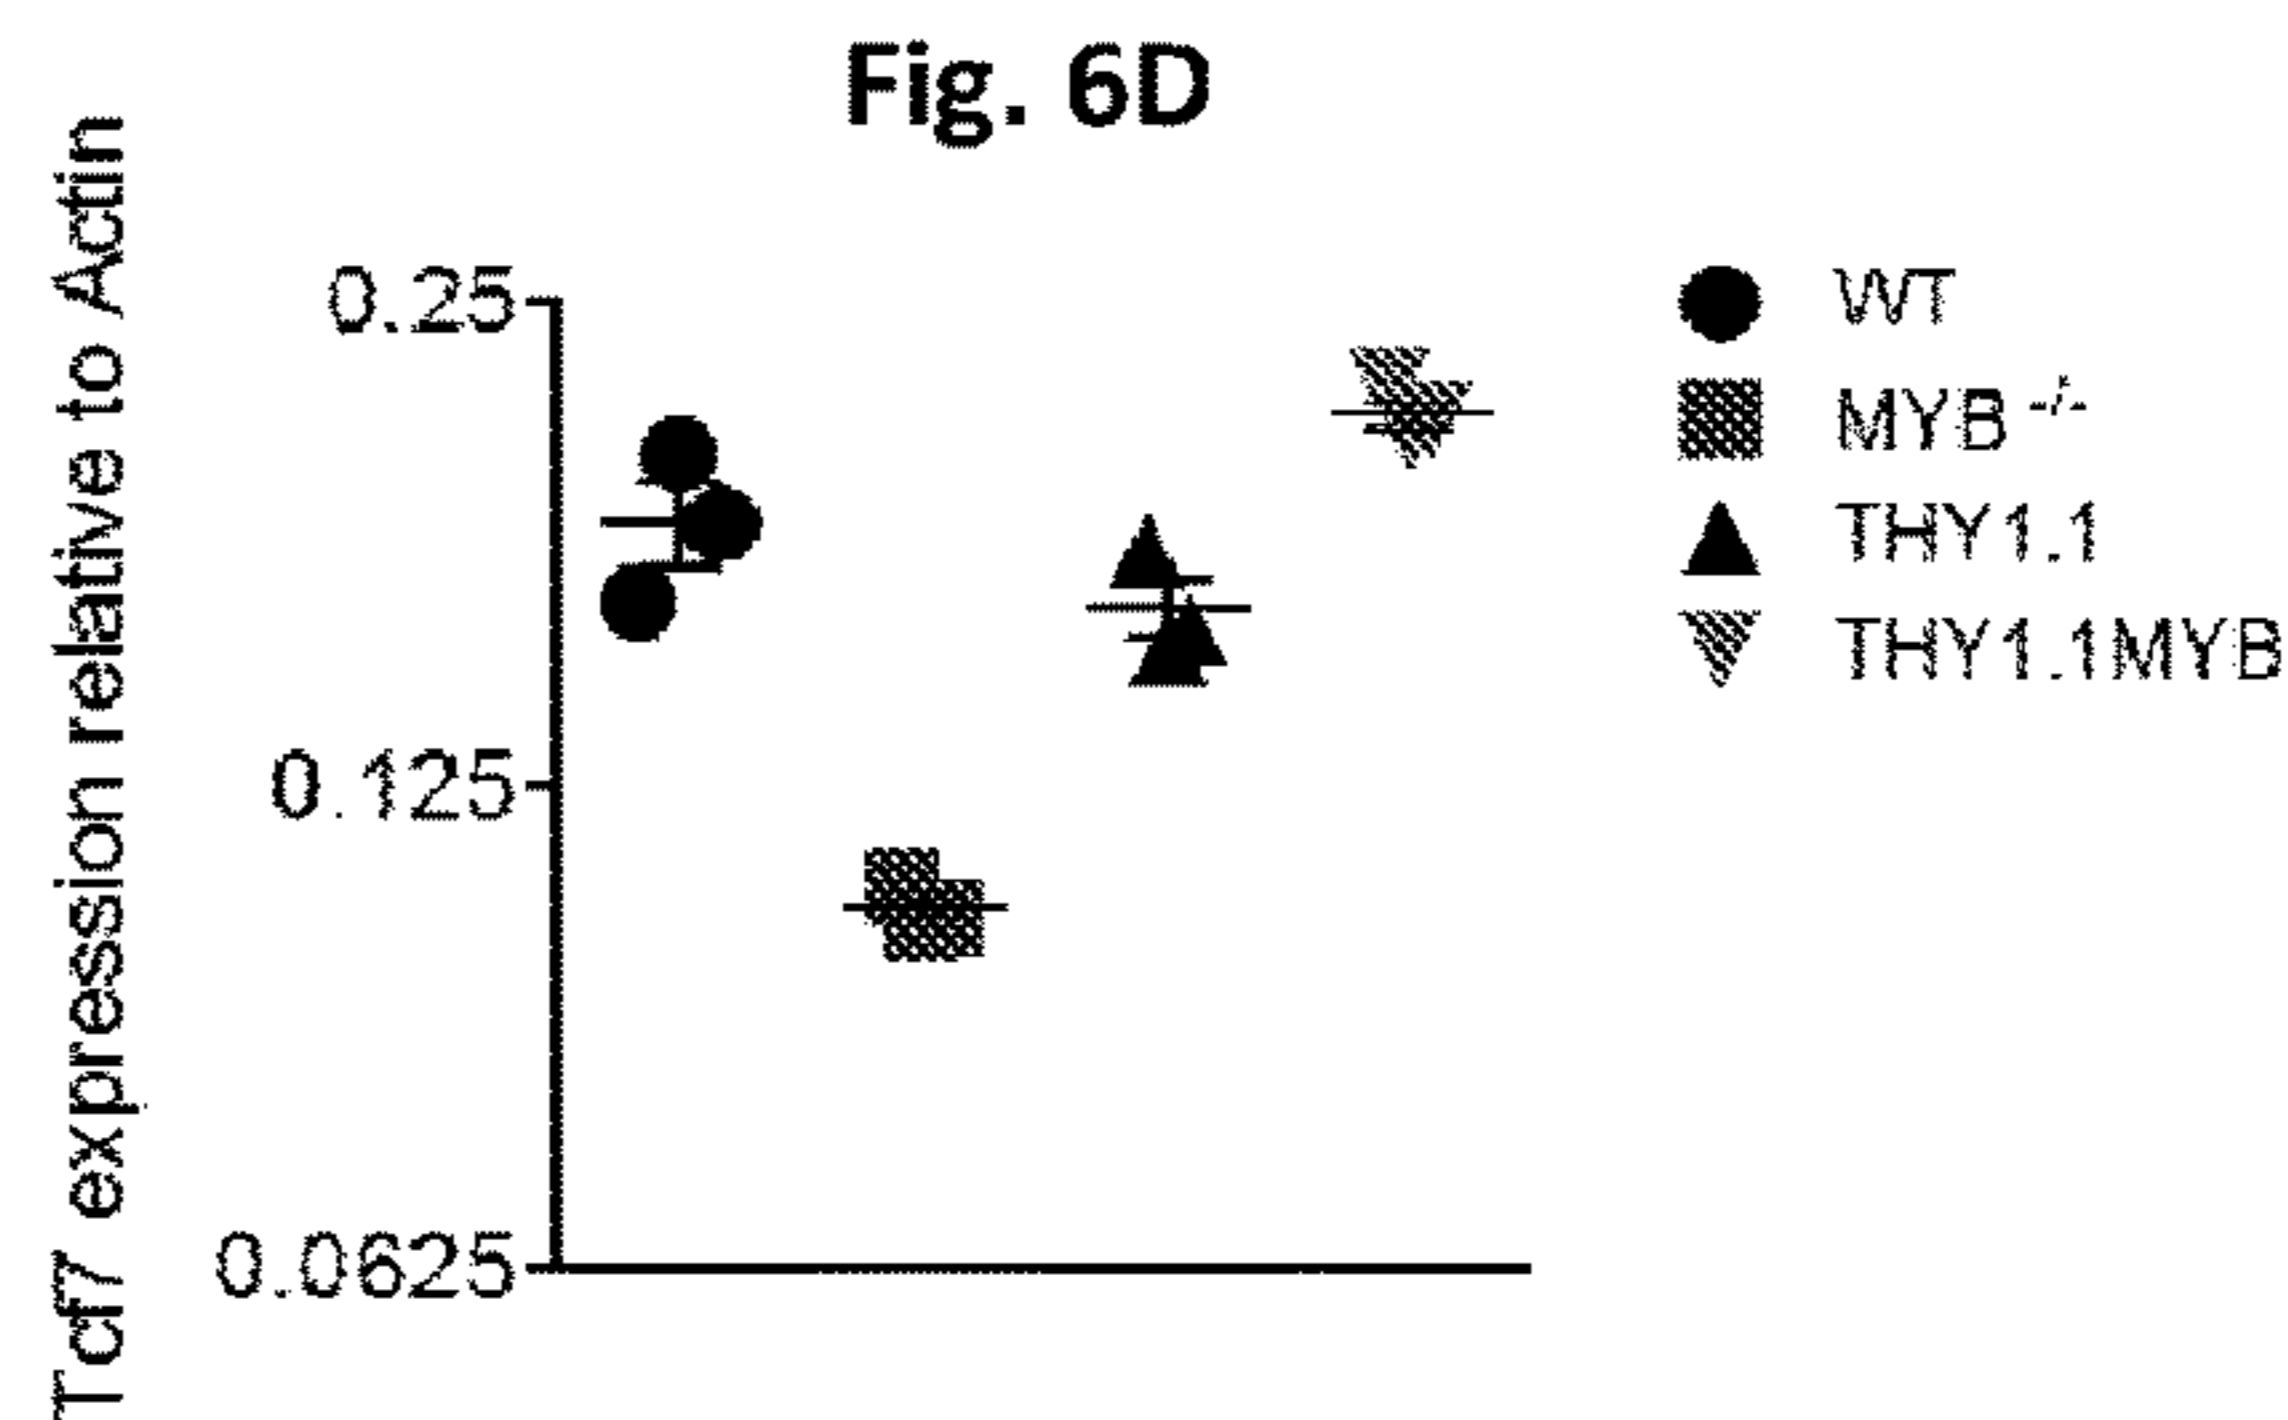 Fig. 6D
Tcf7 expression relative to Actin
0.25
0.125
0.0625
WT
MYB -/-
THY1.1
THY1.1MYB